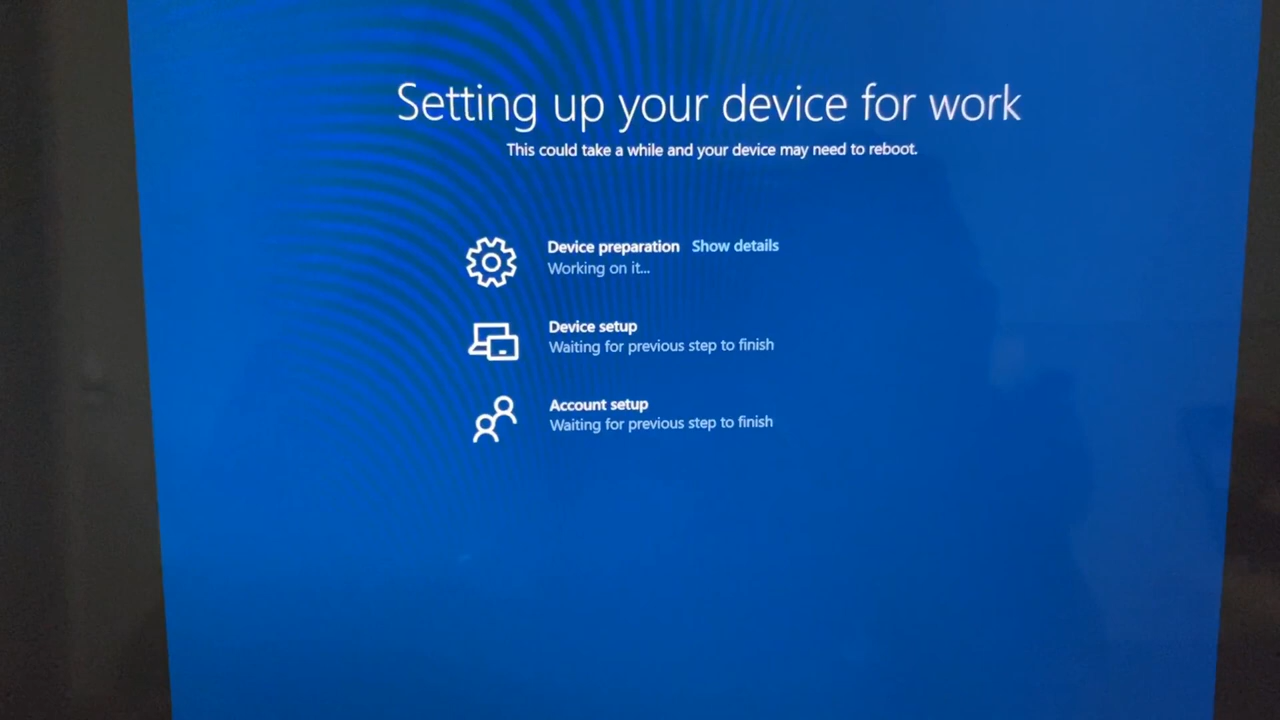 Setting up your device for work
This could take a while and your device may need to reboot.
Device preparation Show details
Working on it...
Device setup
Waiting for previous step to finish
Account setup
Waiting for previous step to finish